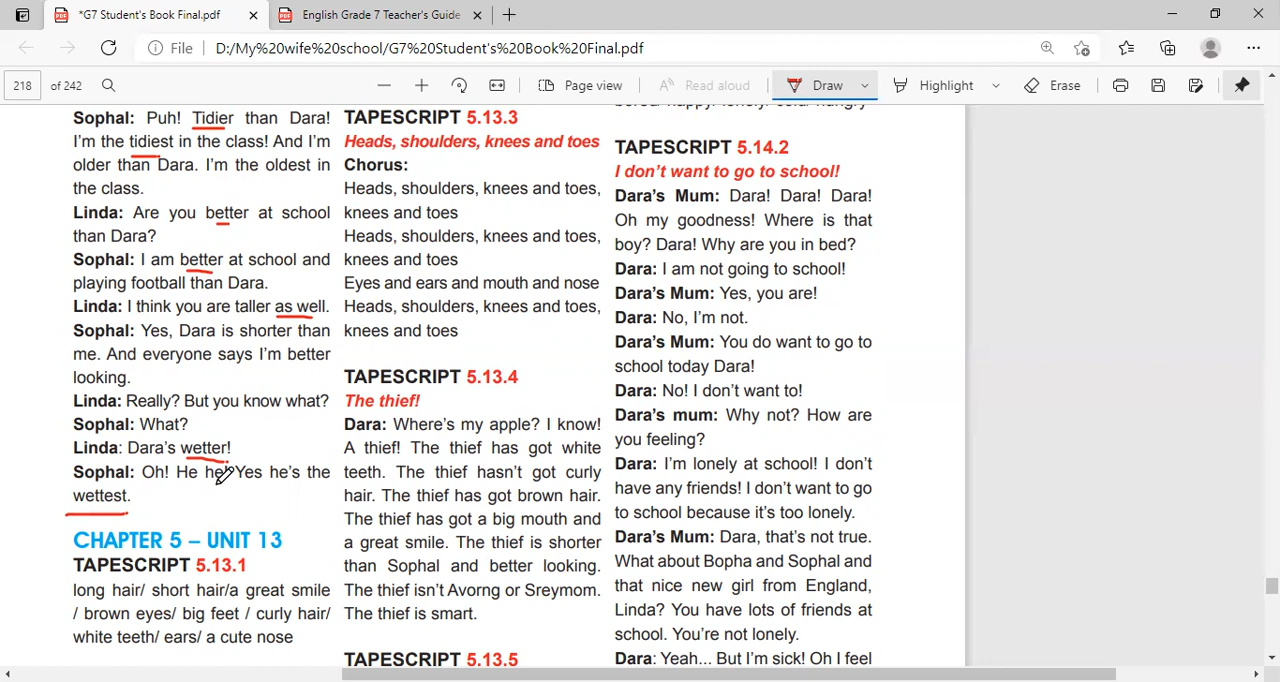 *G7 Student's Book Final.pdf
English Grade 7 Teacher's Guide
File
D:/My%20wife%20school/G7%20Student's%20Book%20Final.pdf
218 of 242
Page view
Read aloud
Draw
Highlight
Erase
Sophal: Puh! Tidier than Dara!
I'm the tidiest in the class! And I'm
older than Dara. I'm the oldest in
the class.
Linda: Are you better at school
than Dara?
Sophal: I am better at school and
playing football than Dara.
Linda: I think you are taller as well.
Sophal: Yes, Dara is shorter than
me. And everyone says I'm better
looking.
Linda: Really? But you know what?
Sophal: What?
Linda: Dara's wetter!
Sophal: Oh! He he! Yes he's the
wettest.
CHAPTER 5 – UNIT 13
TAPESCRIPT 5.13.1
long hair/ short hair/a great smile
/ brown eyes/ big feet / curly hair/
white teeth/ ears/ a cute nose
TAPESCRIPT 5.13.3
Heads, shoulders, knees and toes
Chorus:
Heads, shoulders, knees and toes,
knees and toes
Heads, shoulders, knees and toes,
knees and toes
Eyes and ears and mouth and nose
Heads, shoulders, knees and toes,
knees and toes
TAPESCRIPT 5.13.4
The thief!
Dara: Where's my apple? I know!
A thief! The thief has got white
teeth. The thief hasn't got curly
hair. The thief has got brown hair.
The thief has got a big mouth and
a great smile. The thief is shorter
than Sophal and better looking.
The thief isn't Avorng or Sreymom.
The thief is smart.
TAPESCRIPT 5.13.5
TAPESCRIPT 5.14.2
I don't want to go to school!
Dara's Mum: Dara! Dara! Dara!
Oh my goodness! Where is that
boy? Dara! Why are you in bed?
Dara: I am not going to school!
Dara's Mum: Yes, you are!
Dara: No, I'm not.
Dara's Mum: You do want to go to
school today Dara!
Dara: No! I don't want to!
Dara's mum: Why not? How are
you feeling?
Dara: I'm lonely at school! I don't
have any friends! I don't want to go
to school because it's too lonely.
Dara's Mum: Dara, that's not true.
What about Bopha and Sophal and
that nice new girl from England,
Linda? You have lots of friends at
school. You're not lonely.
Dara: Yeah... But I'm sick! Oh I feel